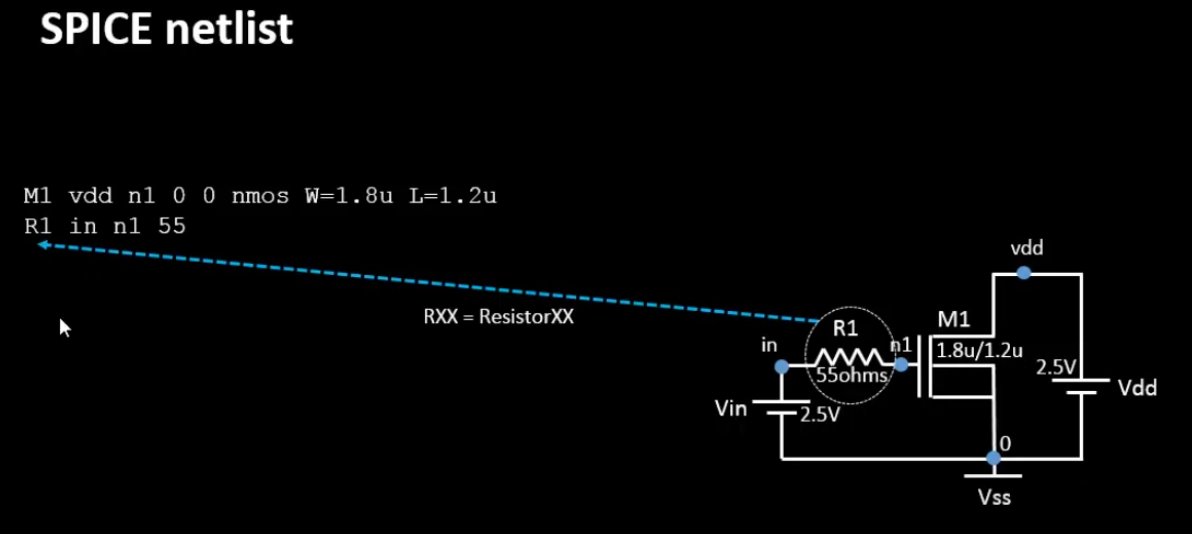 SPICE netlist
M1 vdd n1 0 0 nmos W=1.8u L=1.2u
R1 in n1 55
RXX = ResistorXX
vdd
R1
M1
in
n1
1.8u/1.2u
55ohms
2.5V
Vdd
Vin
2.5V
0
Vss